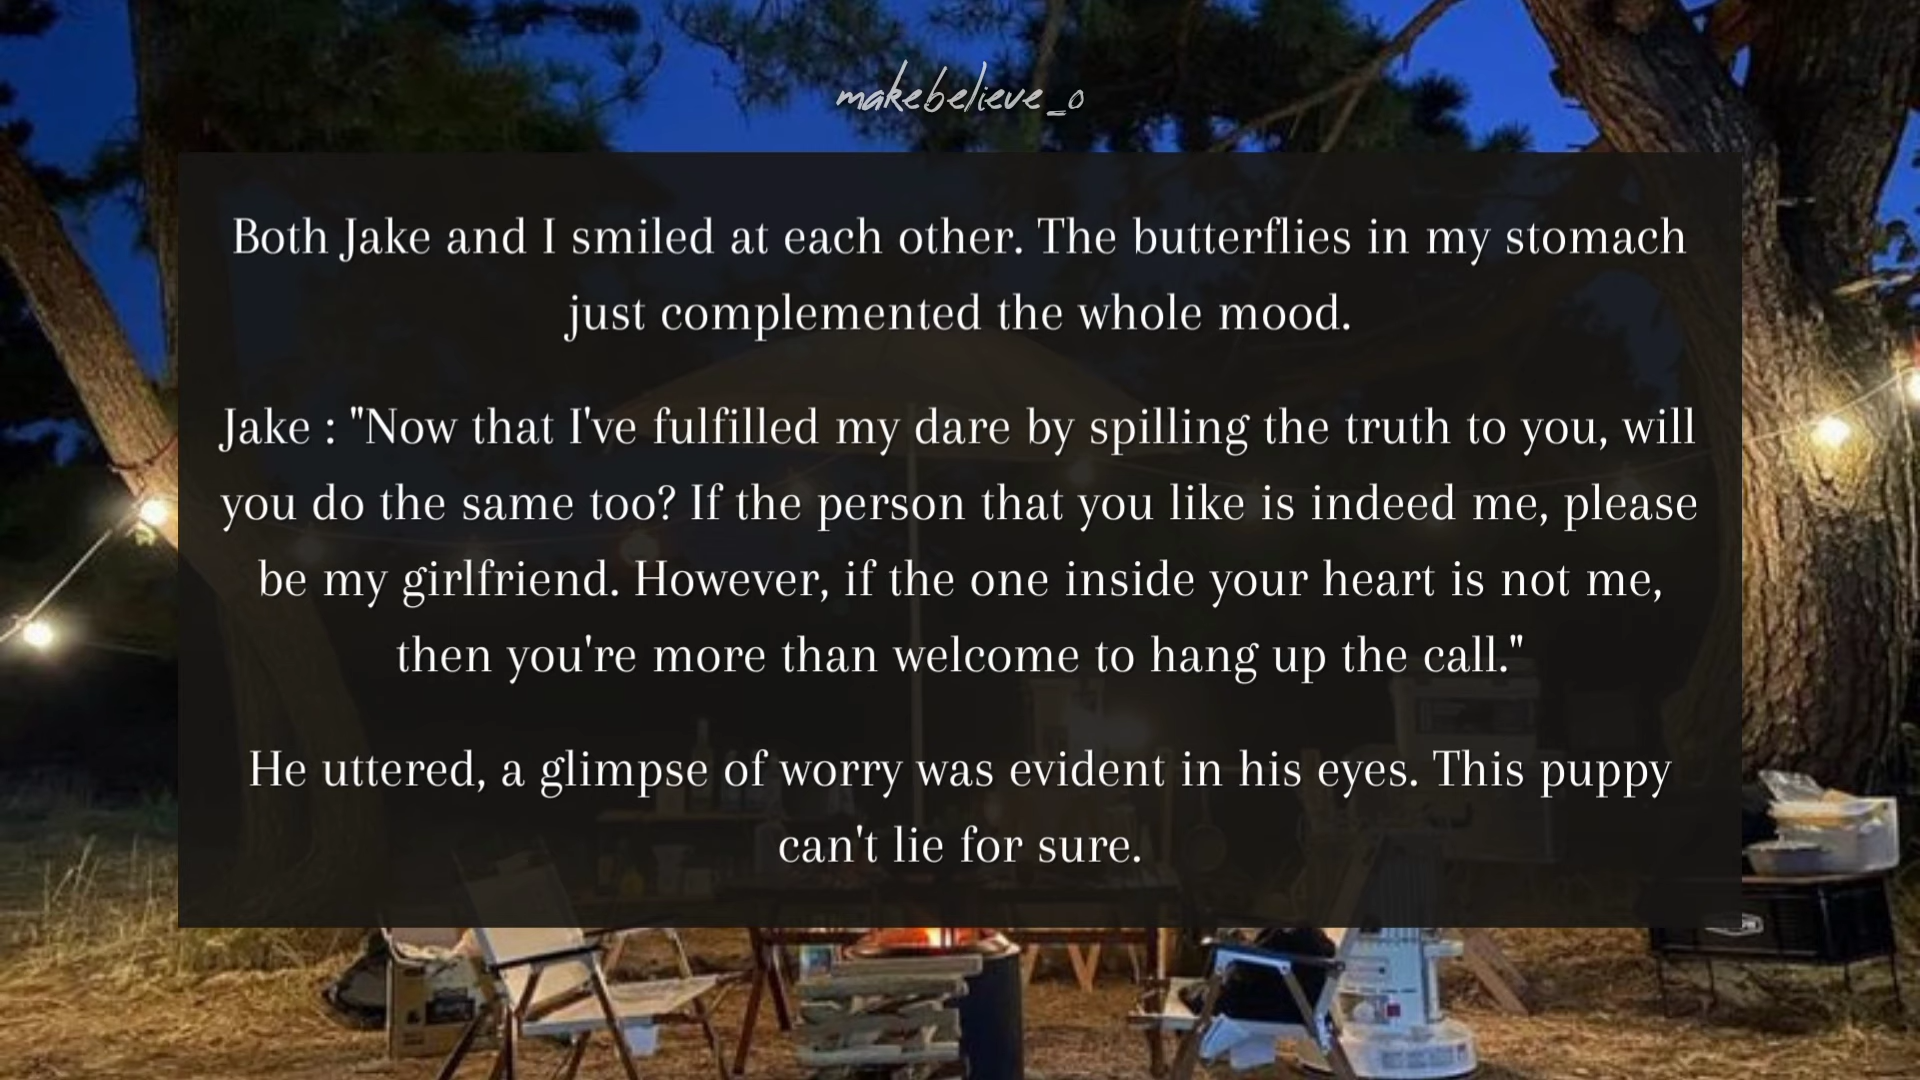 makebelieve_o
Both Jake and I smiled at each other. The butterflies in my stomach
just complemented the whole mood.
Jake : "Now that I've fulfilled my dare by spilling the truth to you, will
you do the same too? If the person that you like is indeed me, please
be my girlfriend. However, if the one inside your heart is not me,
then you're more than welcome to hang up the call."
He uttered, a glimpse of worry was evident in his eyes. This puppy
can't lie for sure.